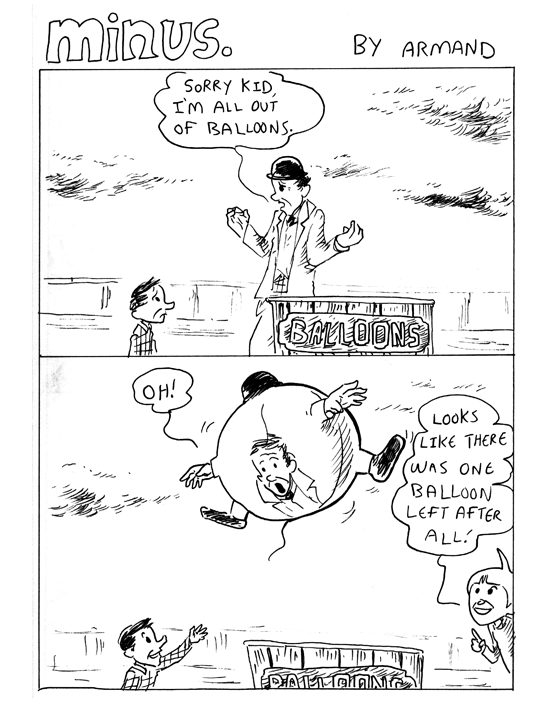 minus.
BY ARMAND
SORRY KID,
I'M ALL OUT
OF BALLOONS.
BALLOONS
OH!
LOOKS
LIKE THERE
WAS ONE
BALLOON
LEFT AFTER
ALL!
BALLOONS